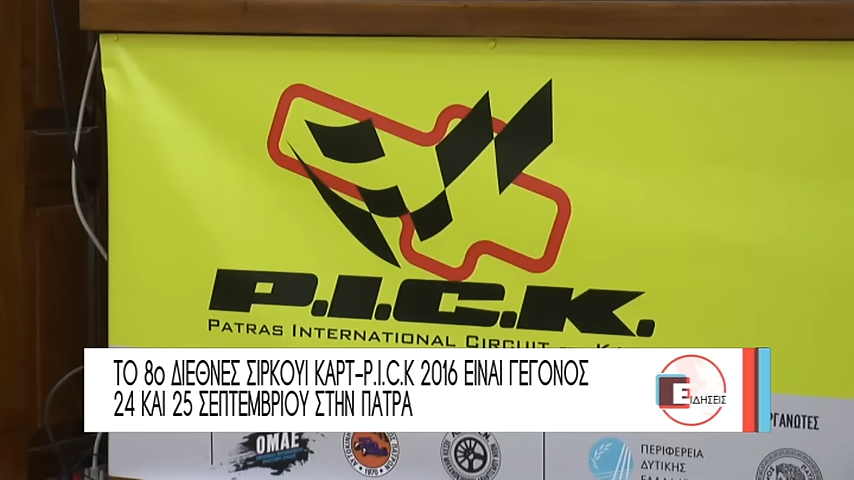 P.I.C.K.
PATRAS INTERNATIONAL CIRCUIT
ΤΟ 8ο ΔΙΕΘΝΕΣ ΣΙΡΚΟΥΙ ΚΑΡΤ-P.I.C.K 2016 ΕΙΝΑΙ ΓΕΓΟΝΟΣ
24 ΚΑΙ 25 ΣΕΠΤΕΜΒΡΙΟΥ ΣΤΗΝ ΠΑΤΡΑ
ΕΙΔΗΣΕΙΣ
ΟΜΑΕ
1970
ΠΕΡΙΦΕΡΕΙΑ
ΔΥΤΙΚΗΣ